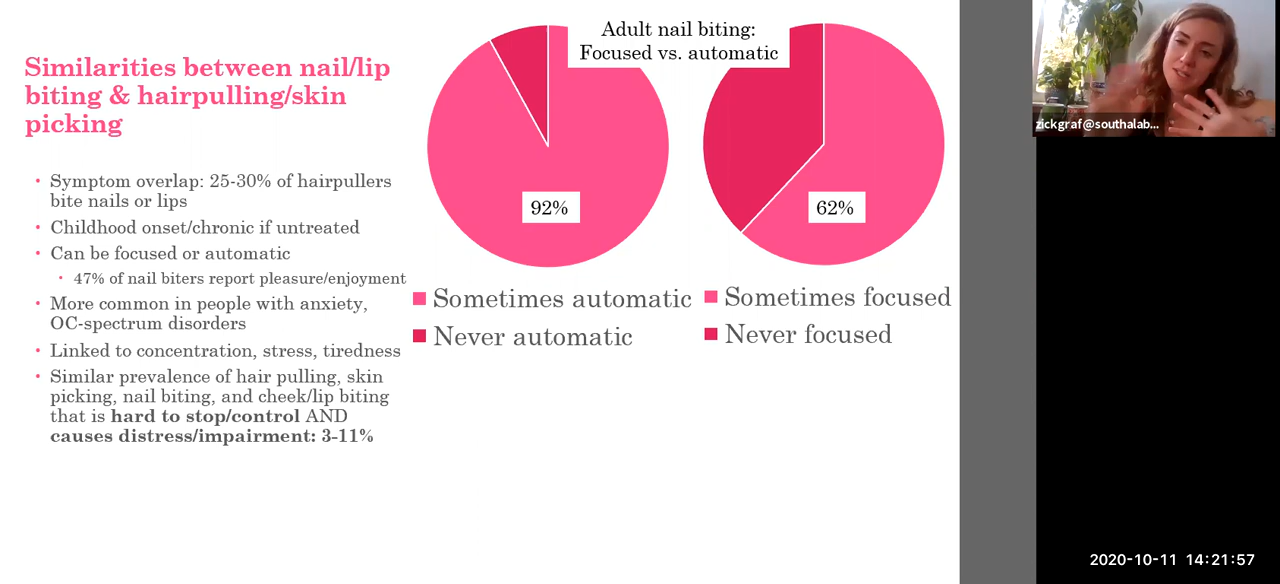 Similarities between nail/lip
biting & hairpulling/skin
picking
• Symptom overlap: 25-30% of hairpullers
bite nails or lips
• Childhood onset/chronic if untreated
• Can be focused or automatic
• 47% of nail biters report pleasure/enjoyment
• More common in people with anxiety,
OC-spectrum disorders
• Linked to concentration, stress, tiredness
• Similar prevalence of hair pulling, skin
picking, nail biting, and cheek/lip biting
that is hard to stop/control AND
causes distress/impairment: 3-11%
Adult nail biting:
Focused vs. automatic
92%
62%
Sometimes automatic
Never automatic
Sometimes focused
Never focused
zickgraf@southalab...
2020-10-11 14:21:57